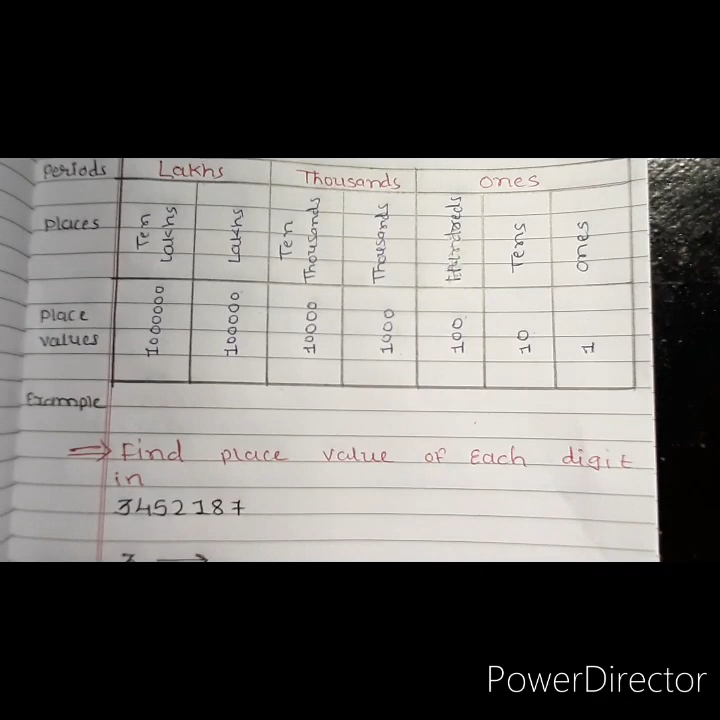 Periods Lakhs Thousands ones
Places Ten Lakhs Lakhs Ten Thousands Thousands Hundreds Tens ones
Place values 1000000 100000 10000 1000 100 10 1
Example
⇒ Find place value of Each digit
in
3452187
PowerDirector